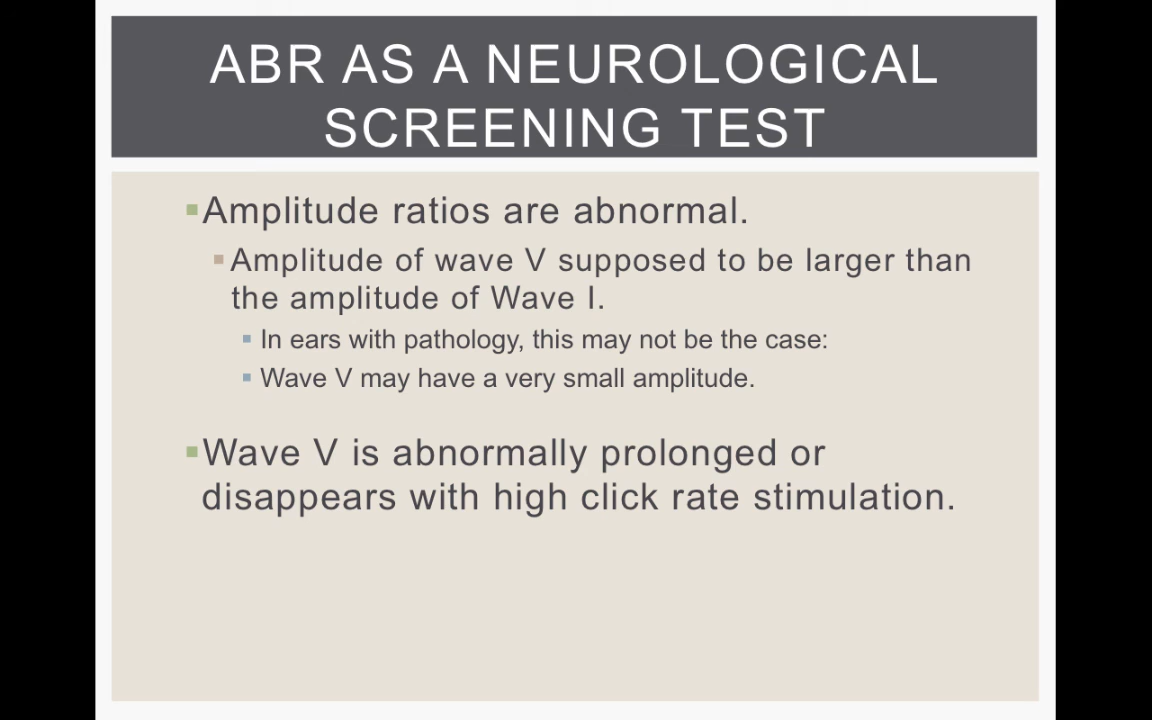 ABR AS A NEUROLOGICAL
SCREENING TEST
Amplitude ratios are abnormal.
Amplitude of wave V supposed to be larger than
the amplitude of Wave I.
In ears with pathology, this may not be the case:
Wave V may have a very small amplitude.
Wave V is abnormally prolonged or
disappears with high click rate stimulation.